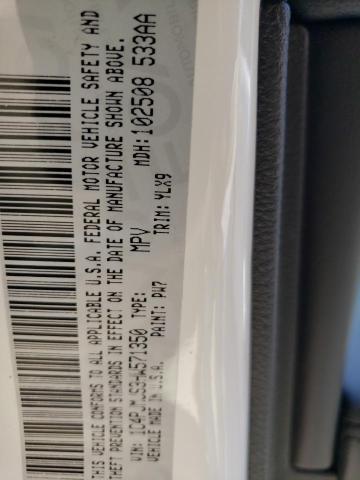 THIS VEHICLE CONFORMS TO ALL APPLICABLE U.S.A. FEDERAL MOTOR VEHICLE SAFETY AND
THEFT PREVENTION STANDARDS IN EFFECT ON THE DATE OF MANUFACTURE SHOWN ABOVE.
VIN: TYPE: MPV MDH: 102508 533AA
PAINT: PW7 TRIM: YLX9
VEHICLE MADE IN U.S.A.